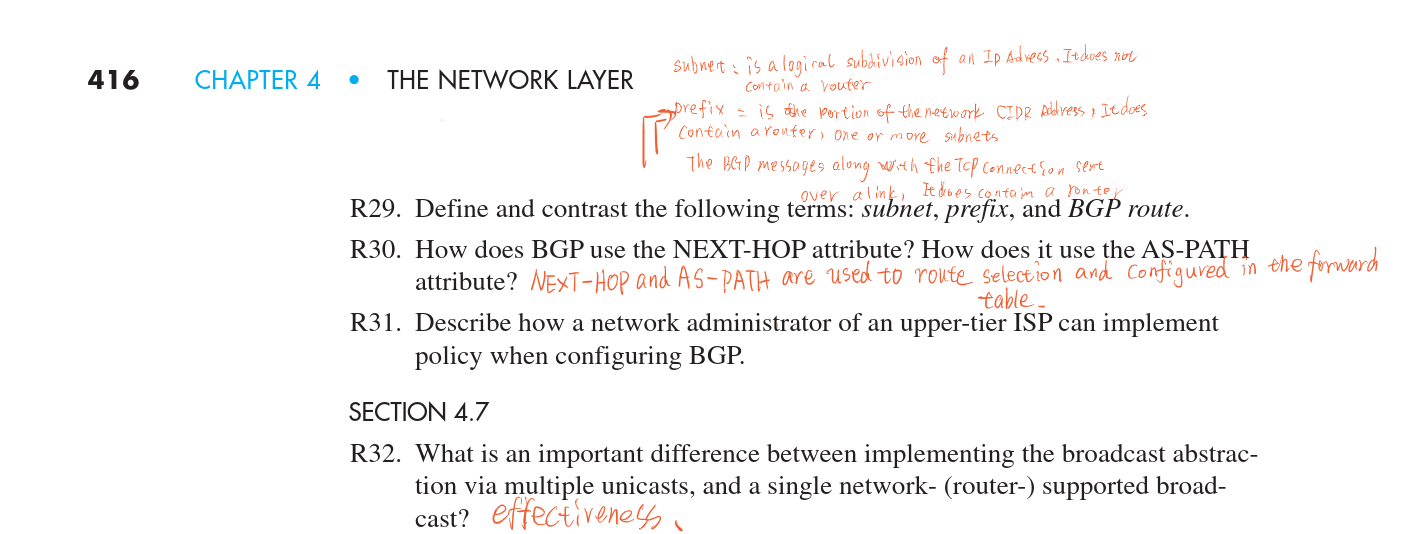 416 CHAPTER 4 • THE NETWORK LAYER
subnet : is a logical subdivision of an IP Adress . It does not
contain a router
prefix = is the portion of the network CIDR Address , It does
contain a router, one or more subnets
The BGP messages along with the TCP connection sent
over a link, It does contain a router
R29. Define and contrast the following terms: subnet, prefix, and BGP route.
R30. How does BGP use the NEXT-HOP attribute? How does it use the AS-PATH
attribute? NEXT-HOP and AS-PATH are used to route selection and configured in the forward
table.
R31. Describe how a network administrator of an upper-tier ISP can implement
policy when configuring BGP.
SECTION 4.7
R32. What is an important difference between implementing the broadcast abstrac-
tion via multiple unicasts, and a single network- (router-) supported broad-
cast? effectiveness.